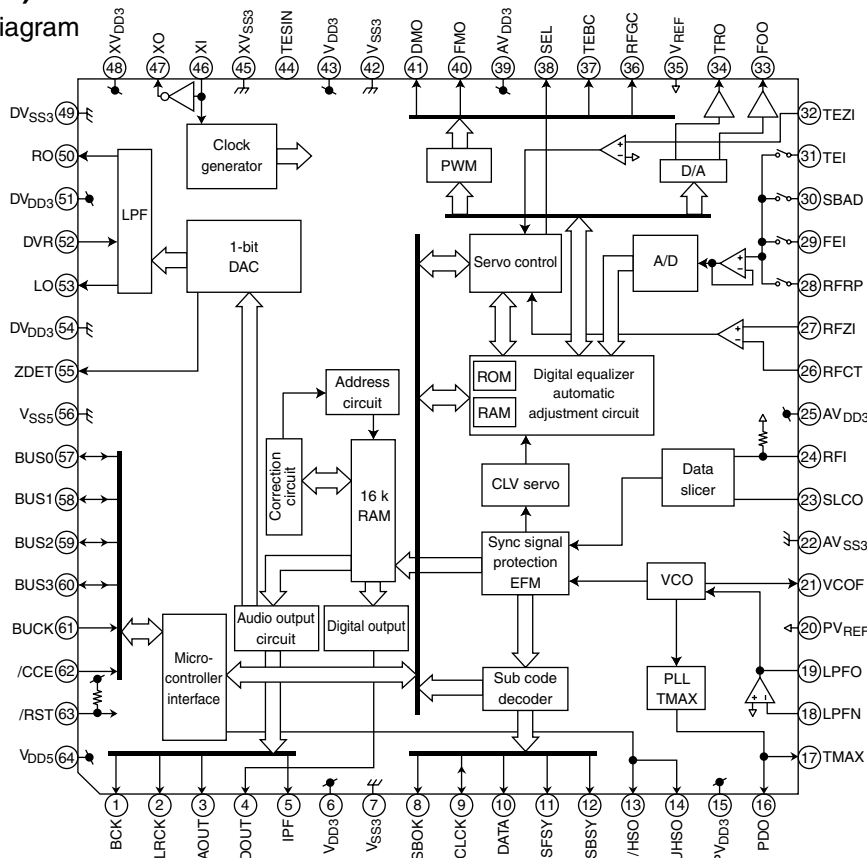 iagram
XVDD3
XO
XI
XVSS3
TESIN
VDD3
VSS3
DMO
FMO
AVDD3
SEL
TEBC
RFGC
VREF
TRO
FOO
48
47
46
45
44
43
42
41
40
39
38
37
36
35
34
33
DVSS3 49
RO 50
DVDD3 51
DVR 52
LO 53
DVDD3 54
ZDET 55
VSS5 56
BUS0 57
BUS1 58
BUS2 59
BUS3 60
BUCK 61
/CCE 62
/RST 63
VDD5 64
Clock
generator
LPF
1-bit
DAC
PWM
D/A
Servo control
A/D
ROM
RAM
Digital equalizer
automatic
adjustment circuit
Address
circuit
Correction
circuit
16 k
RAM
CLV servo
Data
slicer
Sync signal
protection
EFM
VCO
Audio output
circuit
Digital output
Micro-
controller
interface
Sub code
decoder
PLL
TMAX
32 TEZI
31 TEI
30 SBAD
29 FEI
28 RFRP
27 RFZI
26 RFCT
25 AVDD3
24 RFI
23 SLCO
22 AVSS3
21 VCOF
20 PVREF
19 LPFO
18 LPFN
17 TMAX
1
2
3
4
5
6
7
8
9
10
11
12
13
14
15
16
BCK
LRCK
AOUT
DOUT
IPF
VDD3
VSS3
SBOK
CLCK
DATA
SFSY
SBSY
/HSO
UHSO
PVDD3
PDO